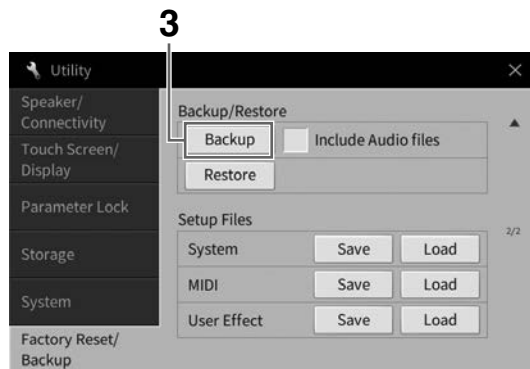 3
Utility
Speaker/
Connectivity
Touch Screen/
Display
Parameter Lock
Storage
System
Factory Reset/
Backup
Backup/Restore
Backup
Include Audio files
Restore
Setup Files
System Save Load
MIDI Save Load
User Effect Save Load
2/2